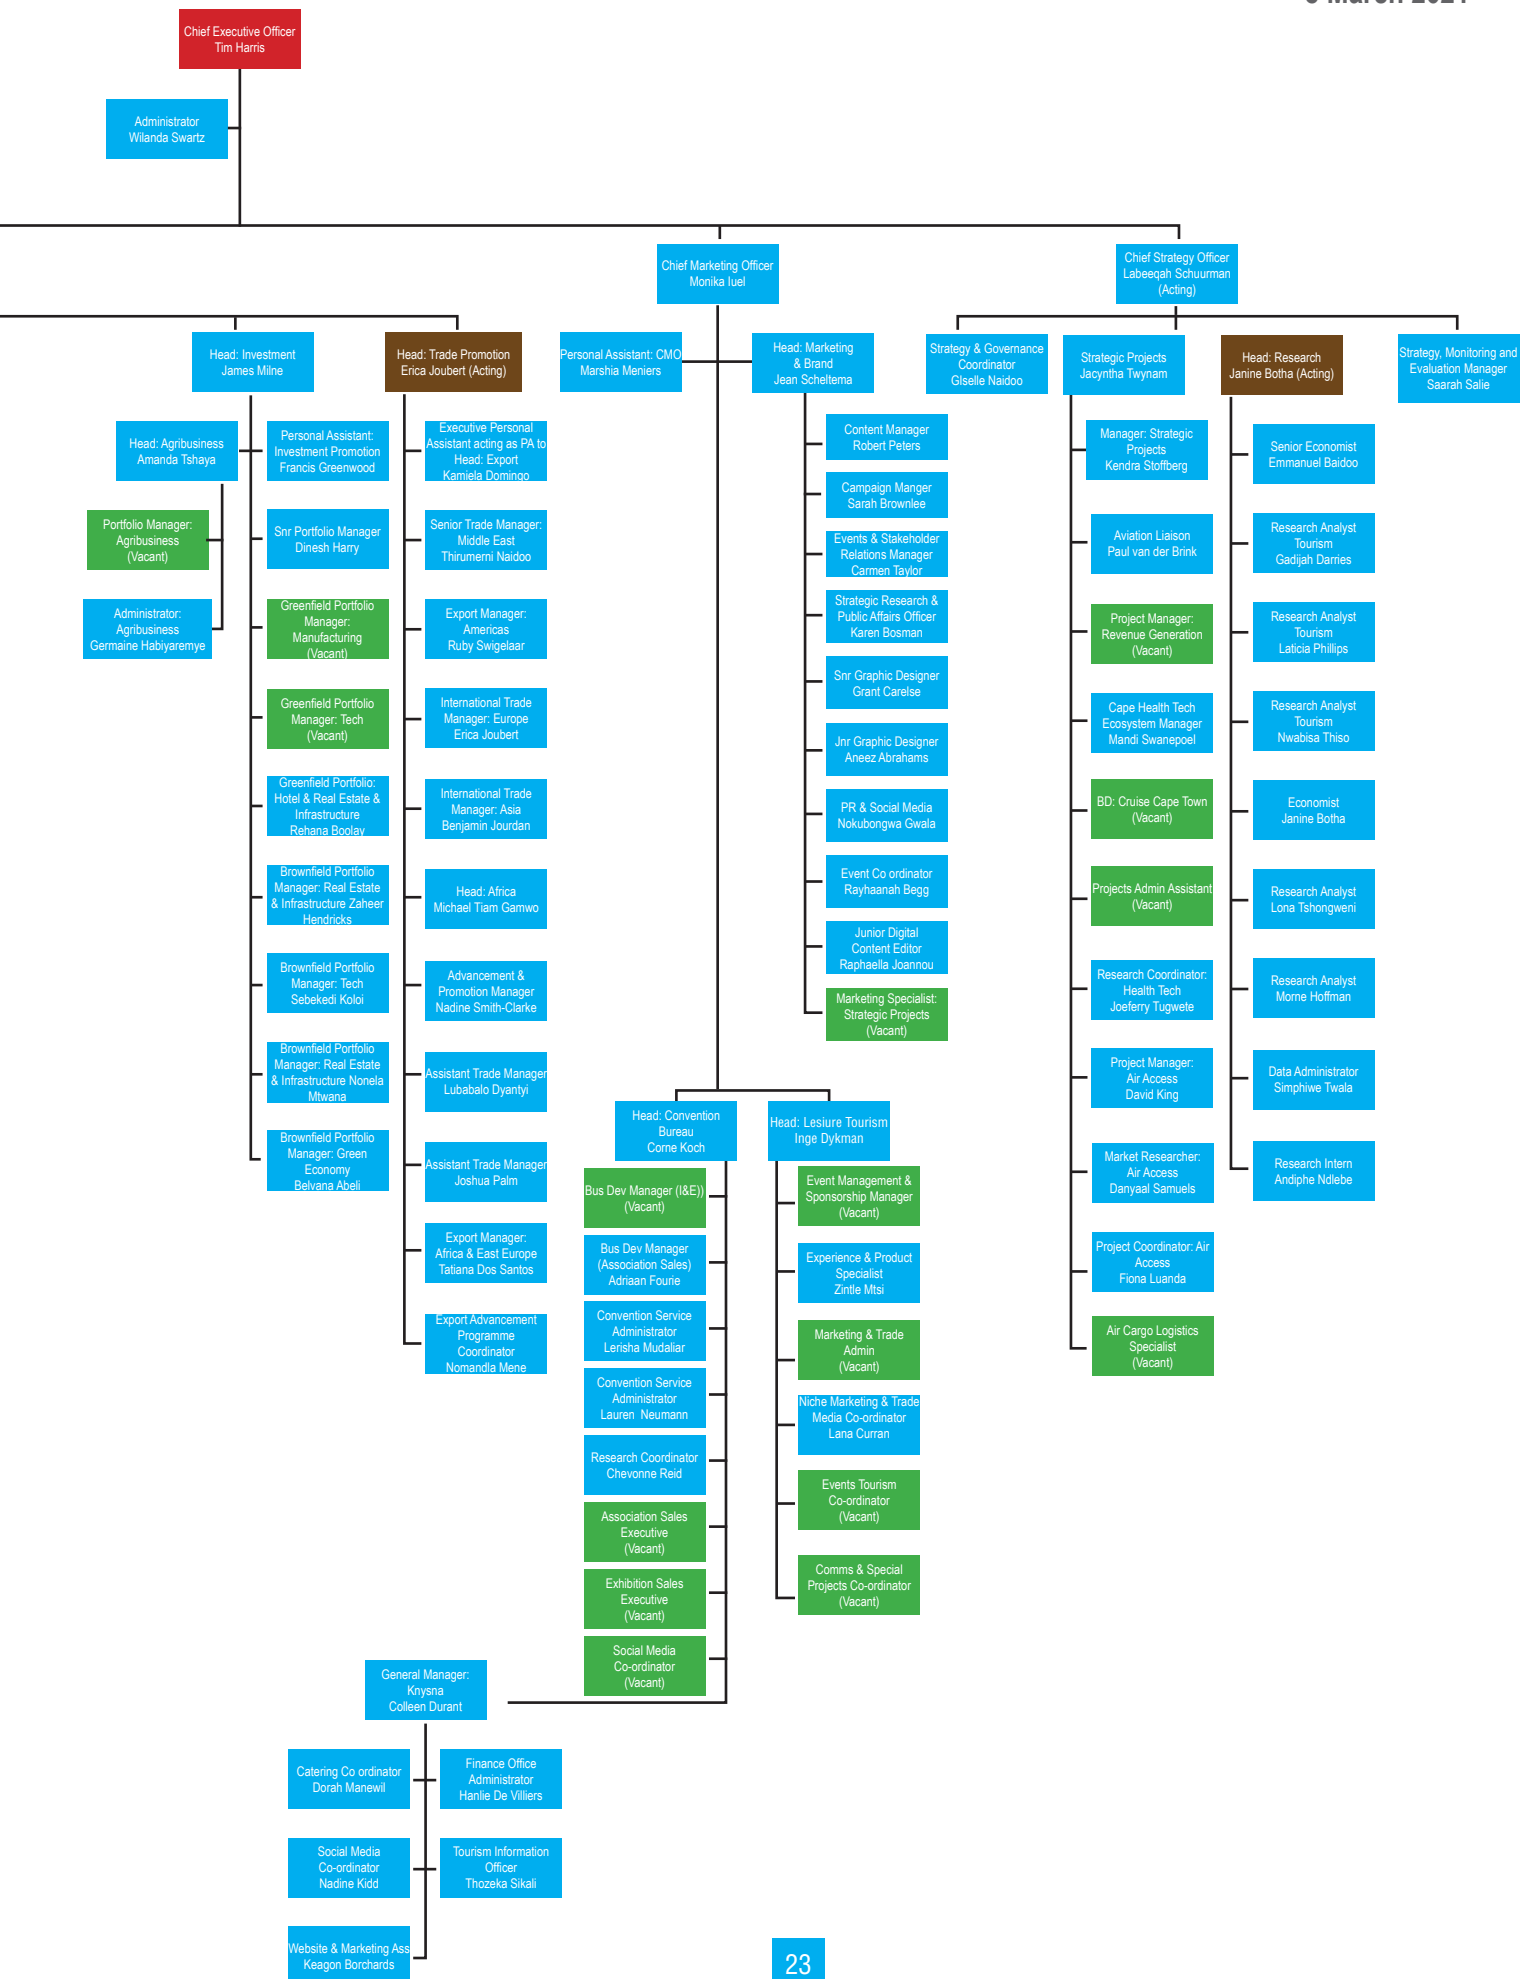 Chief Executive Officer
Tim Harris
Administrator
Wilanda Swartz
Chief Marketing Officer
Monika Iuel
Chief Strategy Officer
Labeeqah Schuurman
(Acting)
Head: Investment
James Milne
Head: Trade Promotion
Erica Joubert (Acting)
Personal Assistant: CMO
Marshia Meniers
Head: Marketing
& Brand
Jean Scheltema
Strategy & Governance
Coordinator
GIselle Naidoo
Strategic Projects
Jacyntha Twynam
Head: Research
Janine Botha (Acting)
Strategy, Monitoring and
Evaluation Manager
Saarah Salie
Head: Agribusiness
Amanda Tshaya
Portfolio Manager:
Agribusiness
(Vacant)
Administrator:
Agribusiness
Germaine Habiyaremye
Personal Assistant:
Investment Promotion
Francis Greenwood
Snr Portfolio Manager
Dinesh Harry
Greenfield Portfolio
Manager:
Manufacturing
(Vacant)
Greenfield Portfolio
Manager: Tech
(Vacant)
Greenfield Portfolio:
Hotel & Real Estate &
Infrastructure
Rehana Boolay
Brownfield Portfolio
Manager: Real Estate
& Infrastructure Zaheer
Hendricks
Brownfield Portfolio
Manager: Tech
Sebekedi Koloi
Brownfield Portfolio
Manager: Real Estate
& Infrastructure Nonela
Mtwana
Brownfield Portfolio
Manager: Green
Economy
Belvana Abeli
Executive Personal
Assistant acting as PA to
Head: Export
Kamiela Domingo
Senior Trade Manager:
Middle East
Thirumerni Naidoo
Export Manager:
Americas
Ruby Swigelaar
International Trade
Manager: Europe
Erica Joubert
International Trade
Manager: Asia
Benjamin Jourdan
Head: Africa
Michael Tiam Gamwo
Advancement &
Promotion Manager
Nadine Smith-Clarke
Assistant Trade Manager
Lubabalo Dyantyi
Assistant Trade Manager
Joshua Palm
Export Manager:
Africa & East Europe
Tatiana Dos Santos
Export Advancement
Programme
Coordinator
Nomandla Mene
Content Manager
Robert Peters
Campaign Manger
Sarah Brownlee
Events & Stakeholder
Relations Manager
Carmen Taylor
Strategic Research &
Public Affairs Officer
Karen Bosman
Snr Graphic Designer
Grant Carelse
Jnr Graphic Designer
Aneez Abrahams
PR & Social Media
Nokubongwa Gwala
Event Co ordinator
Rayhaanah Begg
Junior Digital
Content Editor
Raphaella Joannou
Marketing Specialist:
Strategic Projects
(Vacant)
Manager: Strategic
Projects
Kendra Stoffberg
Aviation Liaison
Paul van der Brink
Project Manager:
Revenue Generation
(Vacant)
Cape Health Tech
Ecosystem Manager
Mandi Swanepoel
BD: Cruise Cape Town
(Vacant)
Projects Admin Assistant
(Vacant)
Research Coordinator:
Health Tech
Joeferry Tugwete
Project Manager:
Air Access
David King
Market Researcher:
Air Access
Danyaal Samuels
Project Coordinator: Air
Access
Fiona Luanda
Air Cargo Logistics
Specialist
(Vacant)
Senior Economist
Emmanuel Baidoo
Research Analyst
Tourism
Gadijah Darries
Research Analyst
Tourism
Laticia Phillips
Research Analyst
Tourism
Nwabisa Thiso
Economist
Janine Botha
Research Analyst
Lona Tshongweni
Research Analyst
Morne Hoffman
Data Administrator
Simphiwe Twala
Research Intern
Andiphe Ndlebe
Head: Convention
Bureau
Corne Koch
Head: Lesiure Tourism
Inge Dykman
Bus Dev Manager (I&E))
(Vacant)
Bus Dev Manager
(Association Sales)
Adriaan Fourie
Convention Service
Administrator
Lerisha Mudaliar
Convention Service
Administrator
Lauren Neumann
Research Coordinator
Chevonne Reid
Association Sales
Executive
(Vacant)
Exhibition Sales
Executive
(Vacant)
Social Media
Co-ordinator
(Vacant)
Event Management &
Sponsorship Manager
(Vacant)
Experience & Product
Specialist
Zintle Mtsi
Marketing & Trade
Admin
(Vacant)
Niche Marketing & Trade
Media Co-ordinator
Lana Curran
Events Tourism
Co-ordinator
(Vacant)
Comms & Special
Projects Co-ordinator
(Vacant)
General Manager:
Knysna
Colleen Durant
Catering Co ordinator
Dorah Manewil
Finance Office
Administrator
Hanlie De Villiers
Social Media
Co-ordinator
Nadine Kidd
Tourism Information
Officer
Thozeka Sikali
Website & Marketing Ass
Keagon Borchards
23